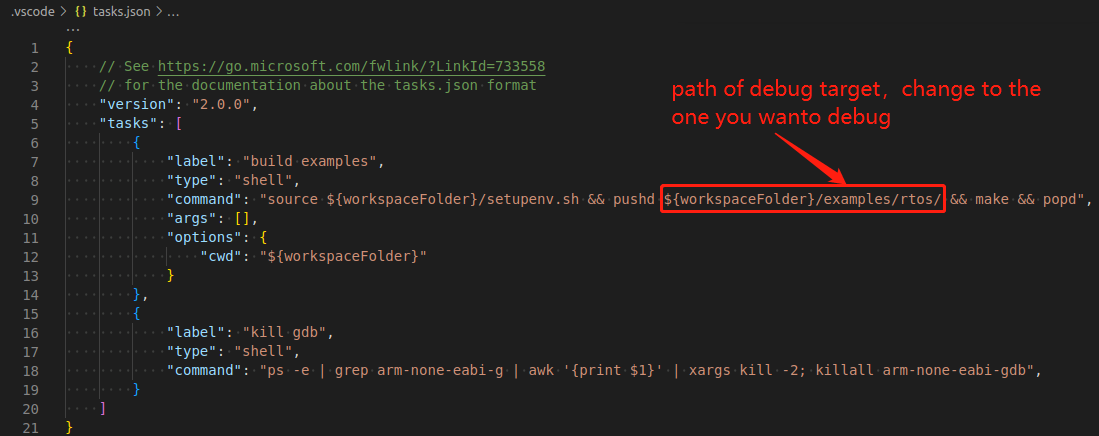 .vscode > {} tasks.json > ...
...
1 {
2 // See https://go.microsoft.com/fwlink/?LinkId=733558
3 // for the documentation about the tasks.json format
4 "version": "2.0.0",
5 "tasks": [
6 {
7 "label": "build examples",
8 "type": "shell",
9 "command": "source ${workspaceFolder}/setupenv.sh && pushd ${workspaceFolder}/examples/rtos/ && make && popd",
10 "args": [],
11 "options": {
12 "cwd": "${workspaceFolder}"
13 }
14 },
15 {
16 "label": "kill gdb",
17 "type": "shell",
18 "command": "ps -e | grep arm-none-eabi-g | awk '{print $1}' | xargs kill -2; killall arm-none-eabi-gdb",
19 }
20 ]
21 }
path of debug target，change to the
one you wanto debug